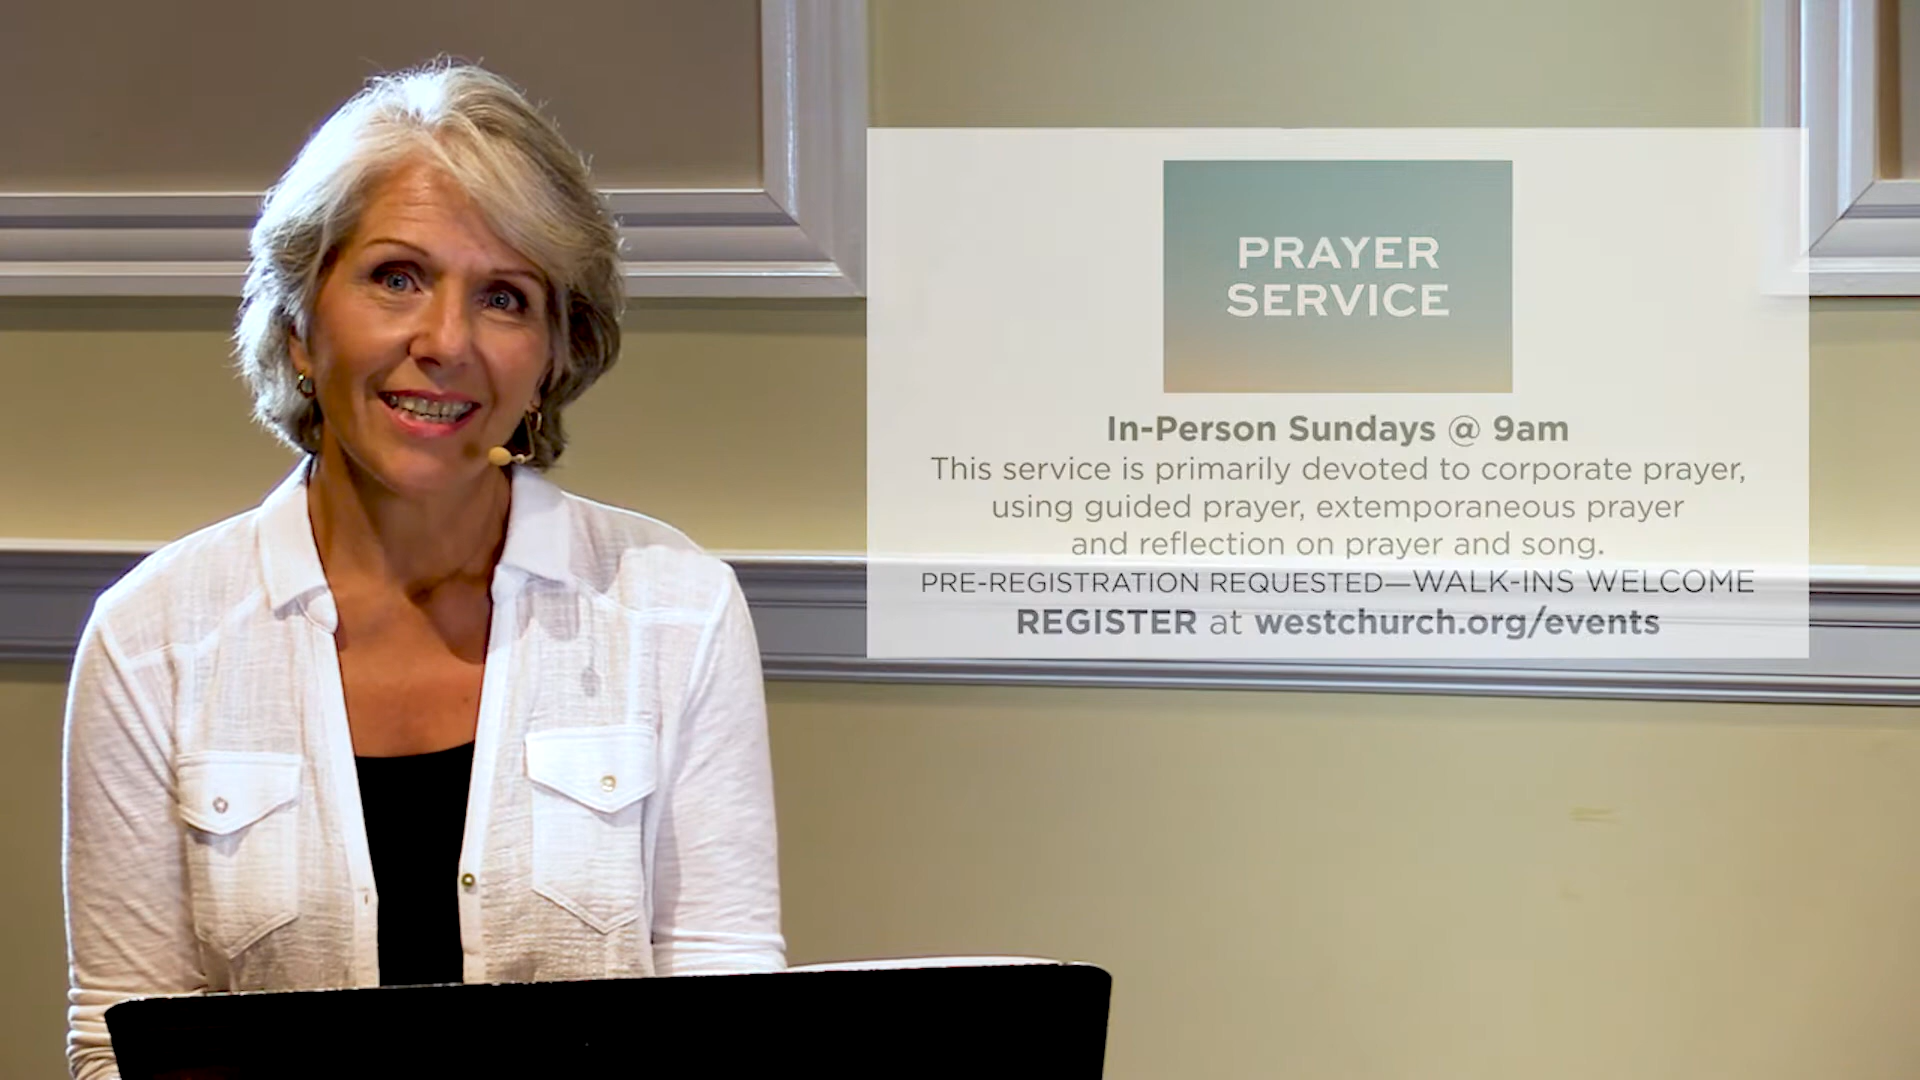 PRAYER
SERVICE
In-Person Sundays @ 9am
This service is primarily devoted to corporate prayer,
using guided prayer, extemporaneous prayer
and reflection on prayer and song.
PRE-REGISTRATION REQUESTED—WALK-INS WELCOME
REGISTER at westchurch.org/events